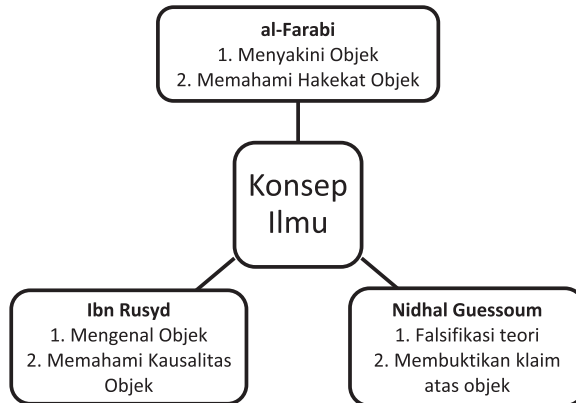 al-Farabi
1. Menyakini Objek
2. Memahami Hakekat Objek
Konsep
Ilmu
Ibn Rusyd
1. Mengenal Objek
2. Memahami Kausalitas
Objek
Nidhal Guessoum
1. Falsifikasi teori
2. Membuktikan klaim
atas objek